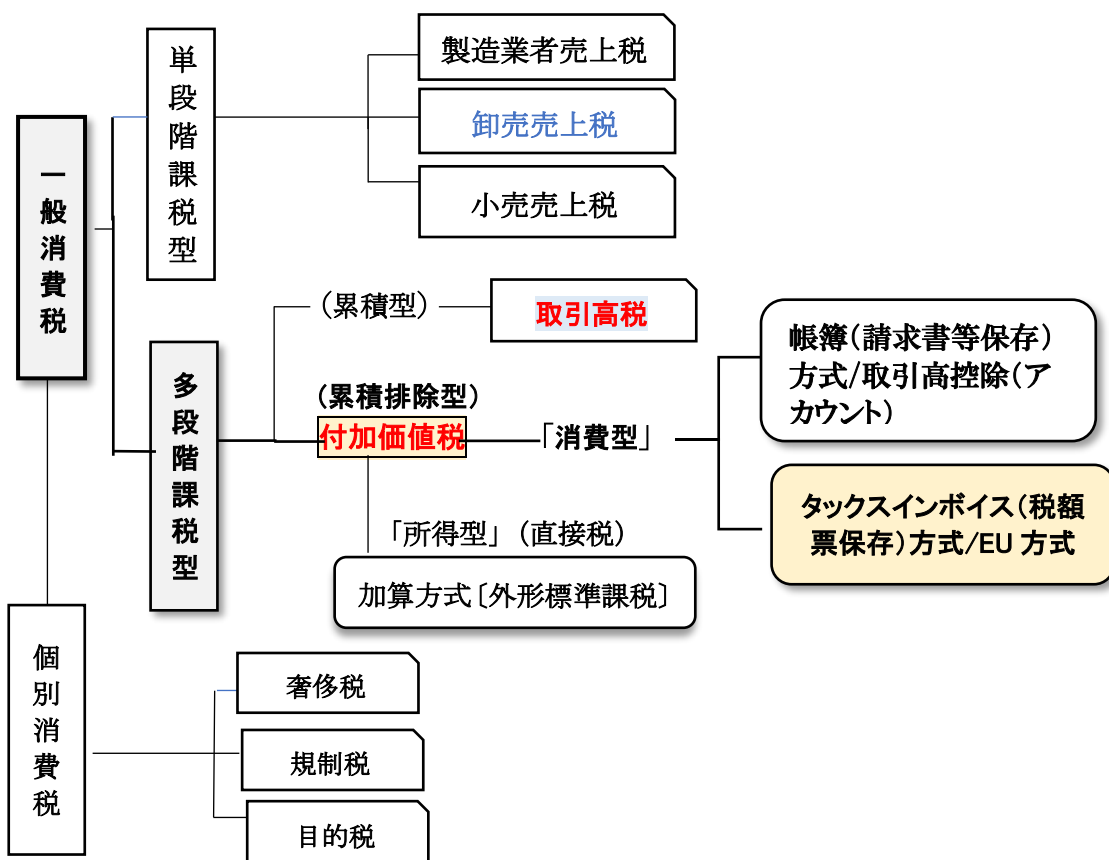 一般消費税
単段階課税型
製造業者売上税
卸売売上税
小売売上税
多段階課税型
（累積型）
取引高税
（累積排除型）
付加価値税
「消費型」
帳簿（請求書等保存）
方式/取引高控除（ア
カウント）
タックスインボイス（税額
票保存）方式/EU 方式
「所得型」（直接税）
加算方式〔外形標準課税〕
個別消費税
奢侈税
規制税
目的税